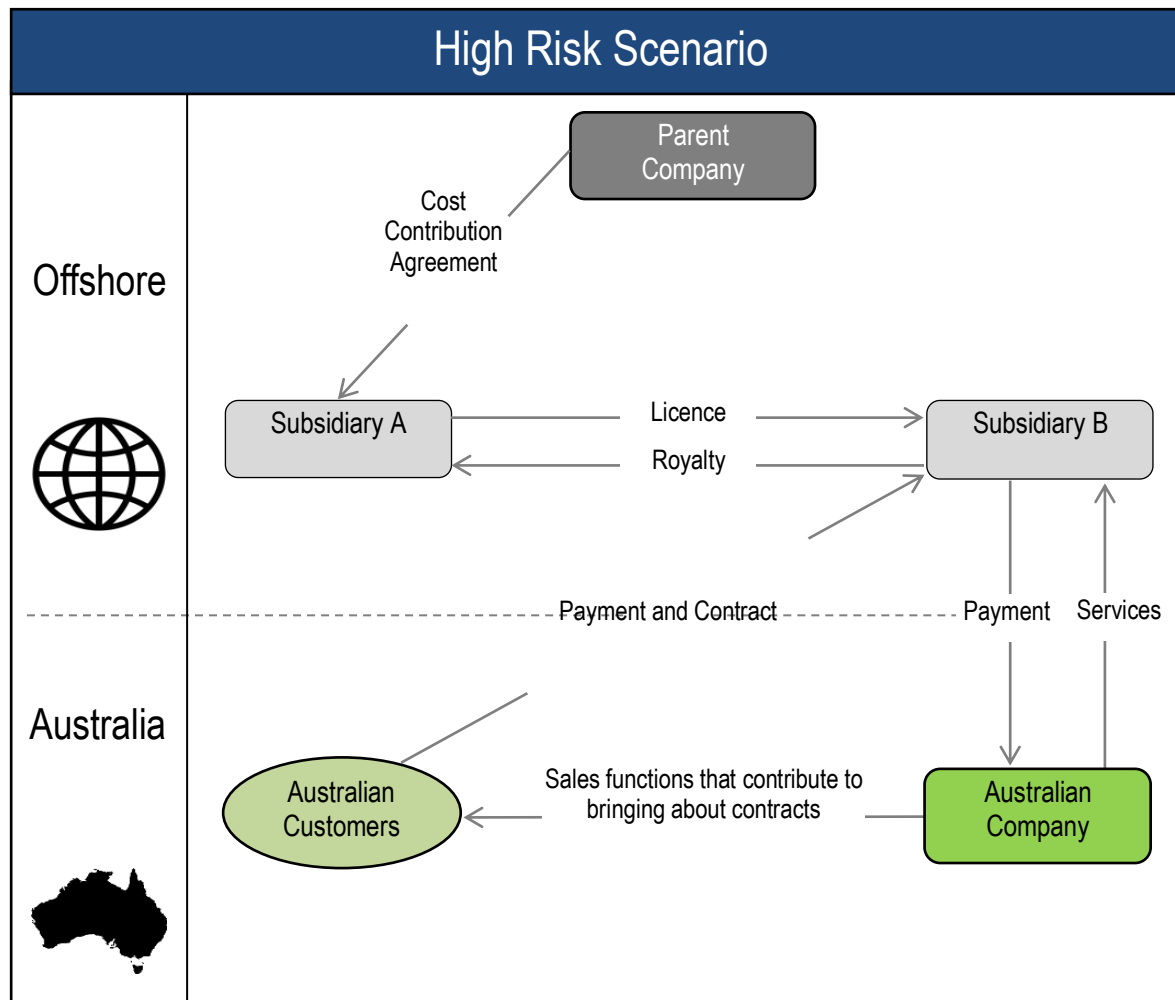 High Risk Scenario
Parent
Company
Cost
Contribution
Agreement
Offshore
Subsidiary A
Licence
Royalty
Subsidiary B
Payment and Contract
Payment
Services
Australia
Australian
Customers
Sales functions that contribute to
bringing about contracts
Australian
Company